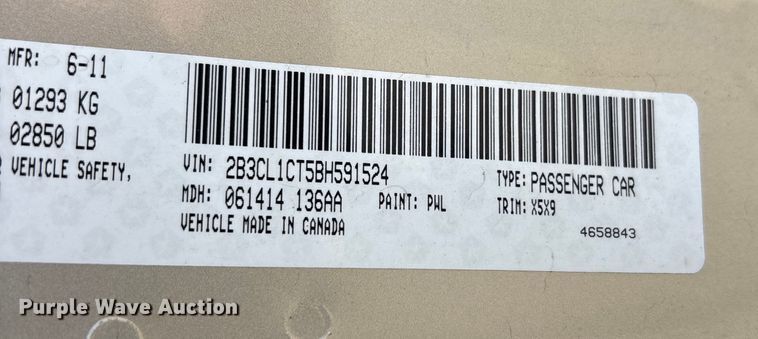 MFR: 6-11
01293 KG
02850 LB
VEHICLE SAFETY,
VIN: 2B3CL1CT5BH591524
TYPE: PASSENGER CAR
MDH: 061414 136AA PAINT: PWL TRIM: X5X9
VEHICLE MADE IN CANADA
4658843
Purple Wave Auction